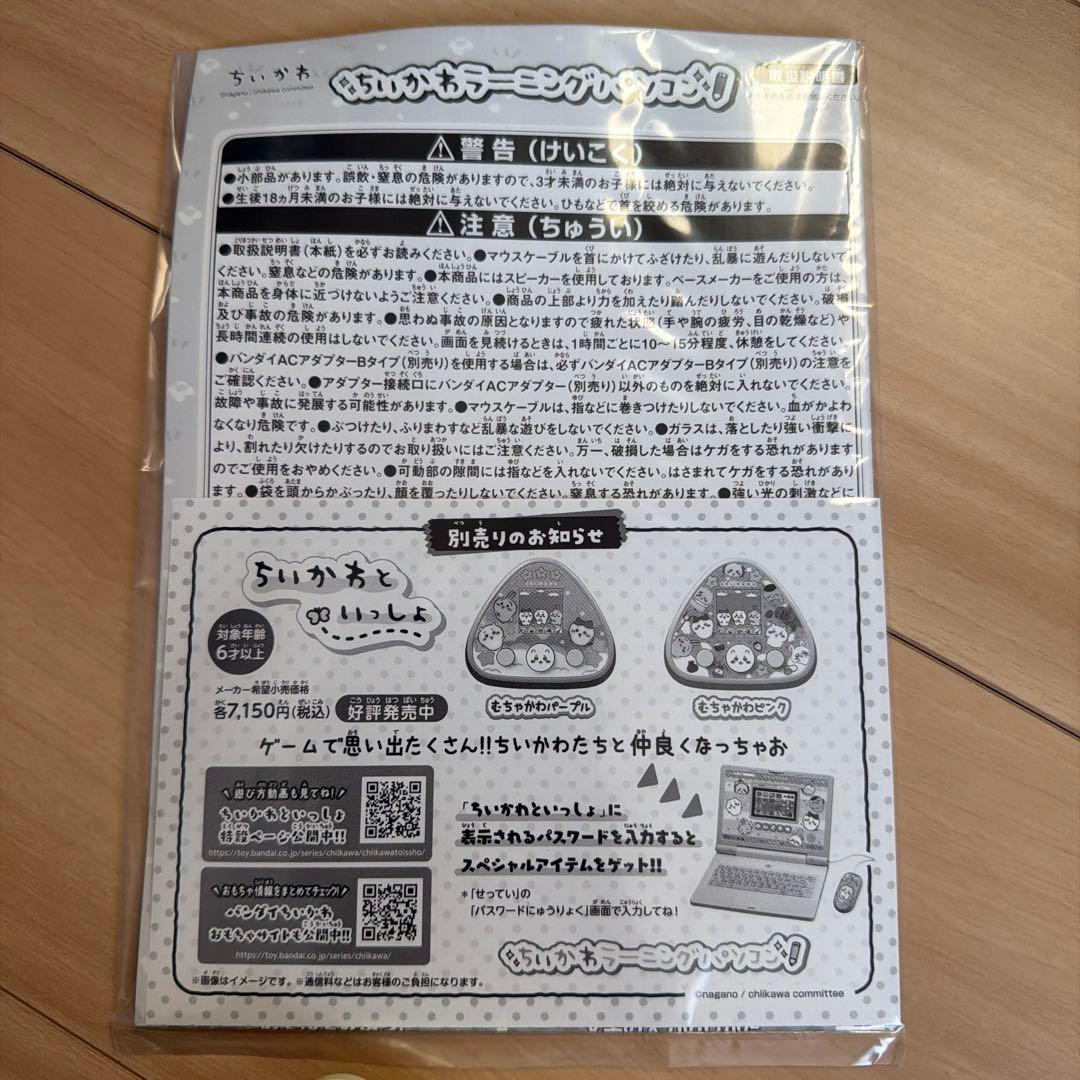 ちいかわ
©nagano / chiikawa committee
ちいかわラーニングパソコン
取扱説明書
⚠警告(けいこく)
●小部品があります。誤飲・窒息の危険がありますので、3才未満のお子様には絶対に与えないでください。
●生後18ヵ月未満のお子様には絶対に与えないでください。ひもなどで首を絞める危険があります。
⚠注意(ちゅうい)
●取扱説明書(本紙)を必ずお読みください。●マウスケーブルを首にかけてふざけたり、乱暴に遊んだりしないで
ください。窒息などの危険があります。●本商品にはスピーカーを使用しております。ペースメーカーをご使用の方は、
本商品を身体に近づけないようご注意ください。●商品の上部より力を加えたり踏んだりしないでください。破損
及び事故の危険があります。●思わぬ事故の原因となりますので疲れた状態(手や腕の疲労、目の乾燥など)や
長時間連続の使用はしないでください。画面を見続けるときは、1時間ごとに10～15分程度、休憩をしてください。
●バンダイACアダプターBタイプ(別売り)を使用する場合は、必ずバンダイACアダプターBタイプ(別売り)の注意を
ご確認ください。●アダプター接続口にバンダイACアダプター(別売り)以外のものを絶対に入れないでください。
故障や事故に発展する可能性があります。●マウスケーブルは、指などに巻きつけたりしないでください。血がかよわ
なくなり危険です。●ぶつけたり、ふりまわすなど乱暴な遊びをしないでください。●ガラスは、落としたり強い衝撃に
より、割れたり欠けたりするのでお取り扱いにはご注意ください。万一、破損した場合はケガをする恐れがあります
のでご使用をおやめください。●可動部の隙間には指などを入れないでください。はさまれてケガをする恐れがあり
ます。●袋を頭からかぶったり、顔を覆ったりしないでください。窒息する恐れがあります。●強い光の刺激などに
別売りのお知らせ
ちいかわと
いっしょ
対象年齢
6才以上
メーカー希望小売価格
各7,150円(税込)
好評発売中
むちゃかわパープル
むちゃかわピンク
ゲームで思い出たくさん!!ちいかわたちと仲良くなっちゃお
遊び方動画も見てね!
ちいかわといっしょ
特設ページ公開中!!
https://toy.bandai.co.jp/series/chiikawa/chiikawatoissho/
おもちゃ情報をまとめてチェック!
バンダイちいかわ
おもちゃサイトも公開中!!
https://toy.bandai.co.jp/series/chiikawa/
「ちいかわといっしょ」に
表示されるパスワードを入力すると
スペシャルアイテムをゲット!!
*「せってい」の
「パスワードにゅうりょく」画面で入力してね!
ちいかわラーニングパソコン
※画像はイメージです。※通信料などはお客様のご負担になります。
©nagano / chiikawa committee